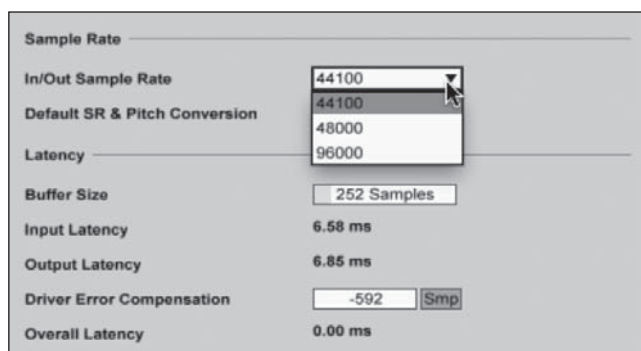 Sample Rate
In/Out Sample Rate 44100
44100
Default SR & Pitch Conversion
48000
96000
Latency
Buffer Size 252 Samples
Input Latency 6.58 ms
Output Latency 6.85 ms
Driver Error Compensation -592 Smp
Overall Latency 0.00 ms